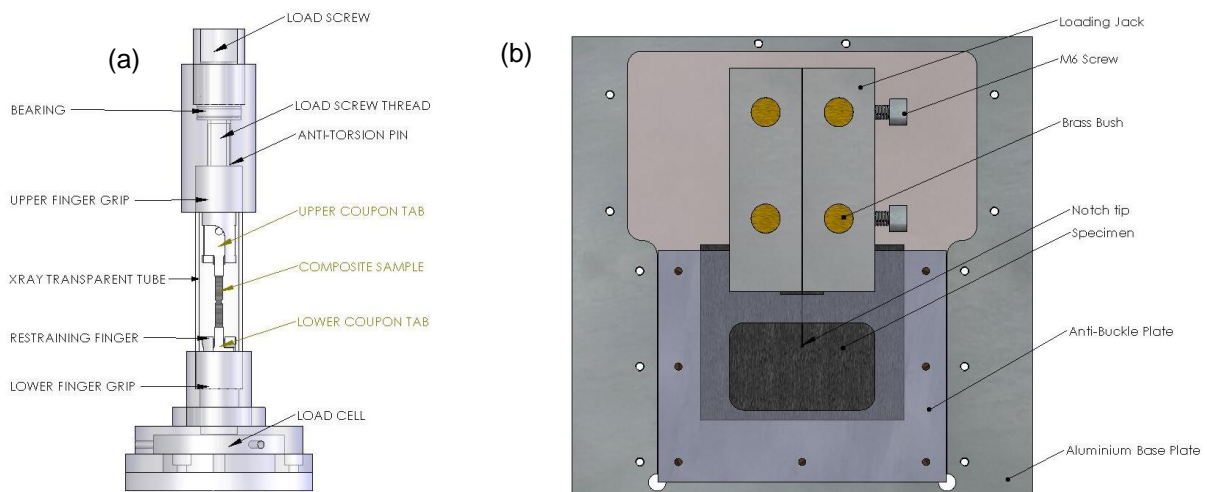 (a)
LOAD SCREW
BEARING
LOAD SCREW THREAD
ANTI-TORSION PIN
UPPER FINGER GRIP
UPPER COUPON TAB
COMPOSITE SAMPLE
XRAY TRANSPARENT TUBE
LOWER COUPON TAB
RESTRAINING FINGER
LOWER FINGER GRIP
LOAD CELL
(b)
Loading Jack
M6 Screw
Brass Bush
Notch tip
Specimen
Anti-Buckle Plate
Aluminium Base Plate